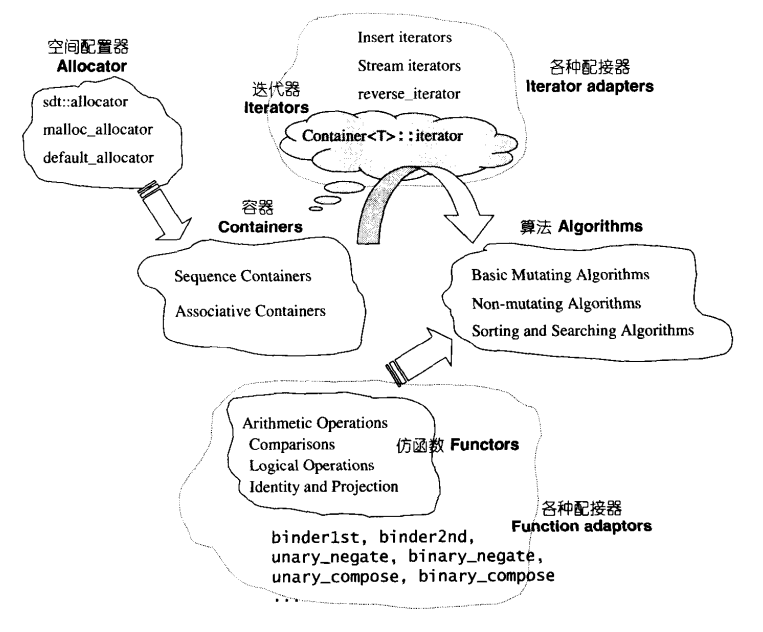 空间配置器
Allocator
sdt::allocator
malloc_allocator
default_allocator
迭代器
Iterators
Insert iterators
Stream iterators
reverse_iterator
Container<T>::iterator
各种配接器
Iterator adapters
容器
Containers
Sequence Containers
Associative Containers
算法 Algorithms
Basic Mutating Algorithms
Non-mutating Algorithms
Sorting and Searching Algorithms
Arithmetic Operations
Comparisons
Logical Operations
Identity and Projection
仿函数 Functors
各种配接器
Function adaptors
binder1st, binder2nd,
unary_negate, binary_negate,
unary_compose, binary_compose
...